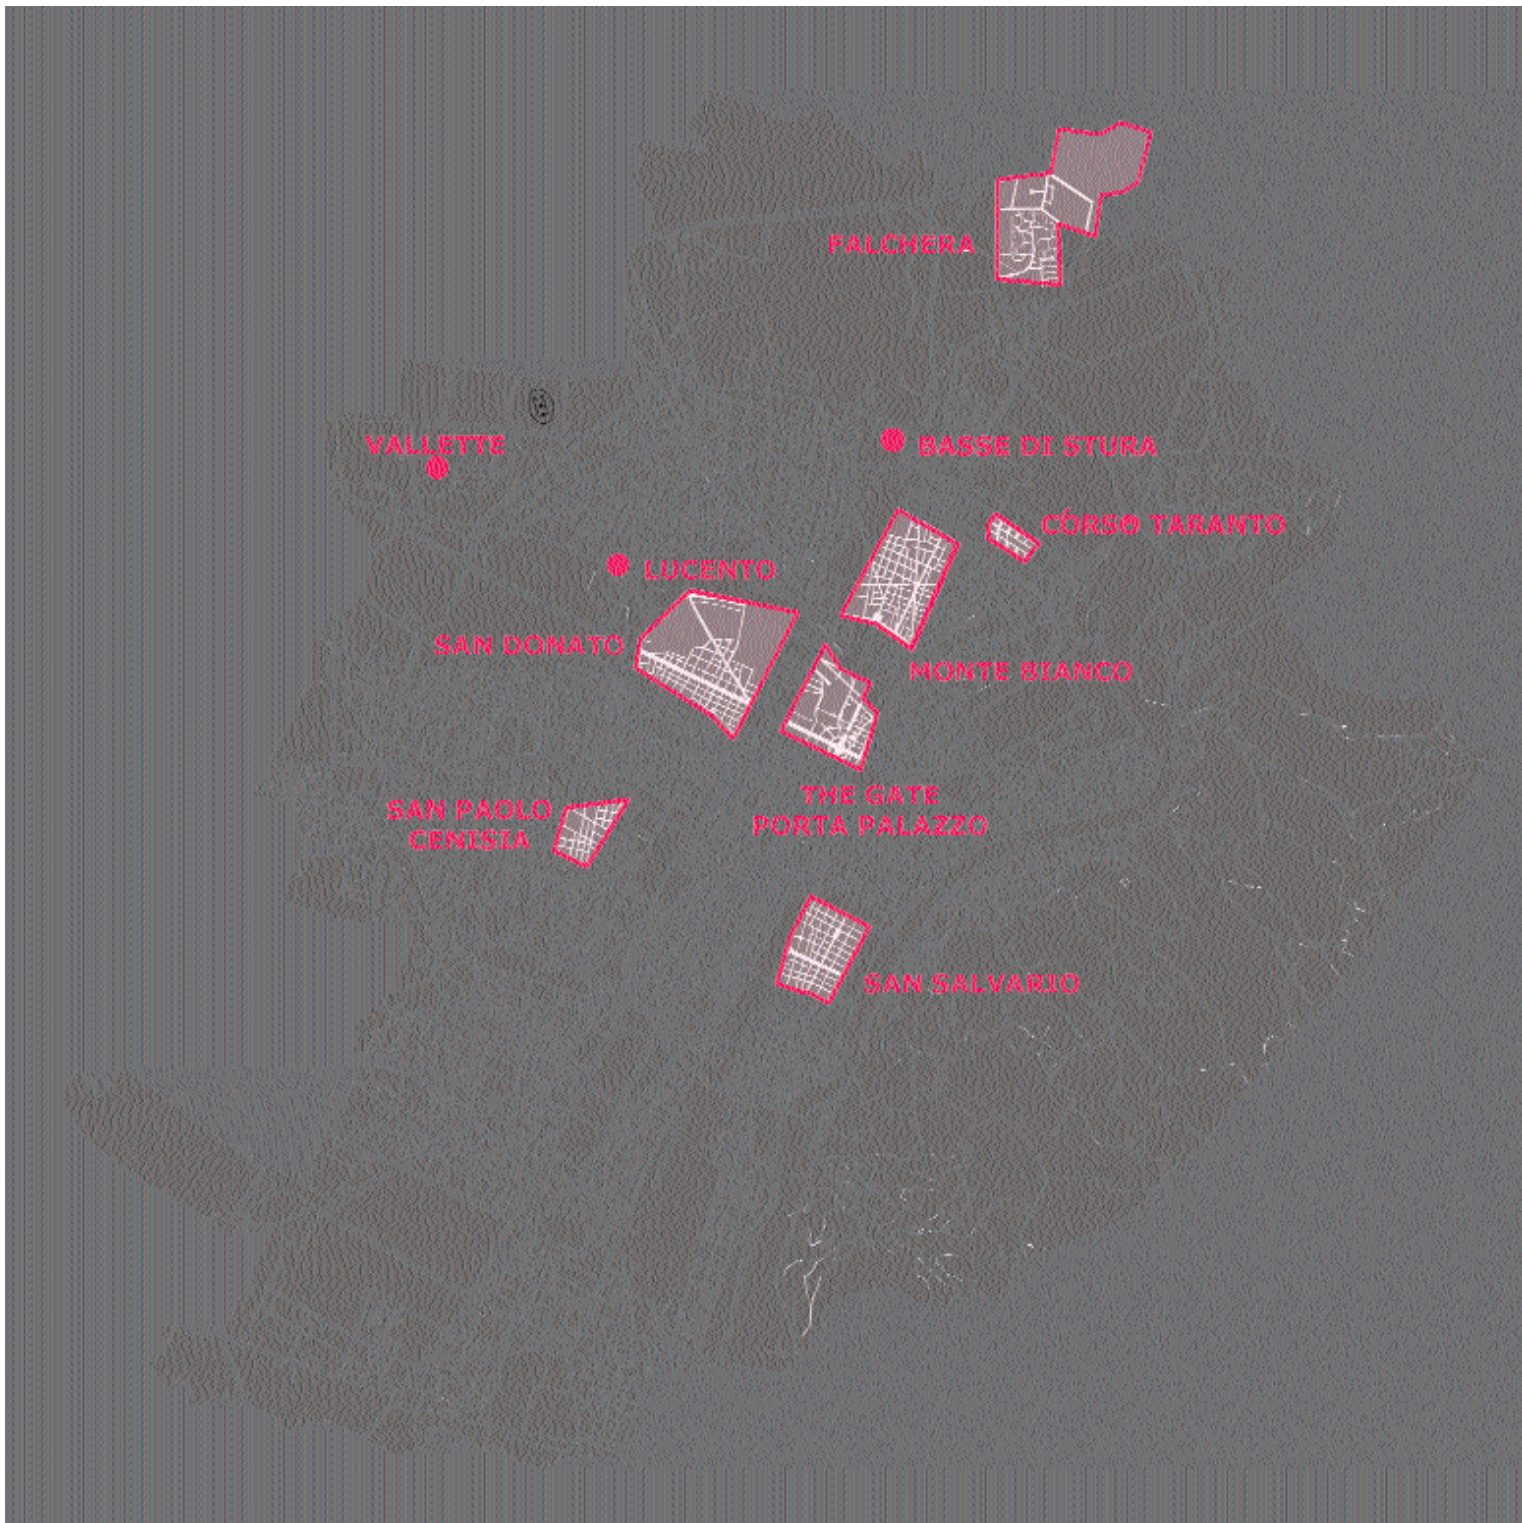 FALCHERA
VALLETTE
BASSE DI STURA
CORSO TARANTO
LUCENTO
SAN DONATO
MONTE BIANCO
THE GATE
PORTA PALAZZO
SAN PAOLO
CENISIA
SAN SALVARIO